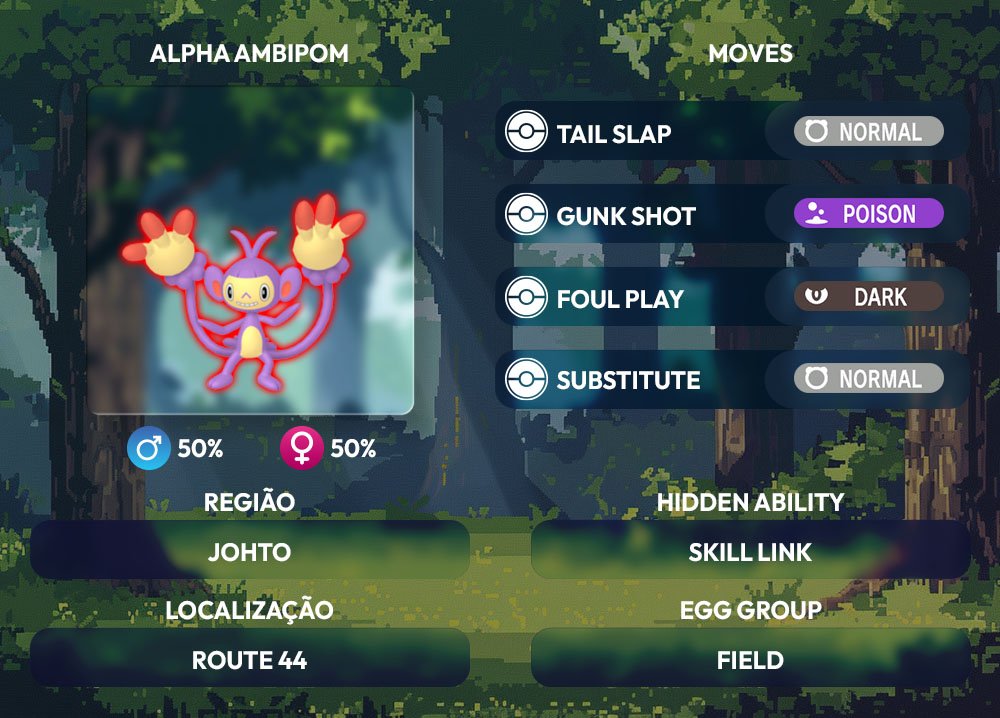 ALPHA AMBIPOM
50%
50%
REGIÃO
JOHTO
LOCALIZAÇÃO
ROUTE 44
MOVES
TAIL SLAP NORMAL
GUNK SHOT POISON
FOUL PLAY DARK
SUBSTITUTE NORMAL
HIDDEN ABILITY
SKILL LINK
EGG GROUP
FIELD